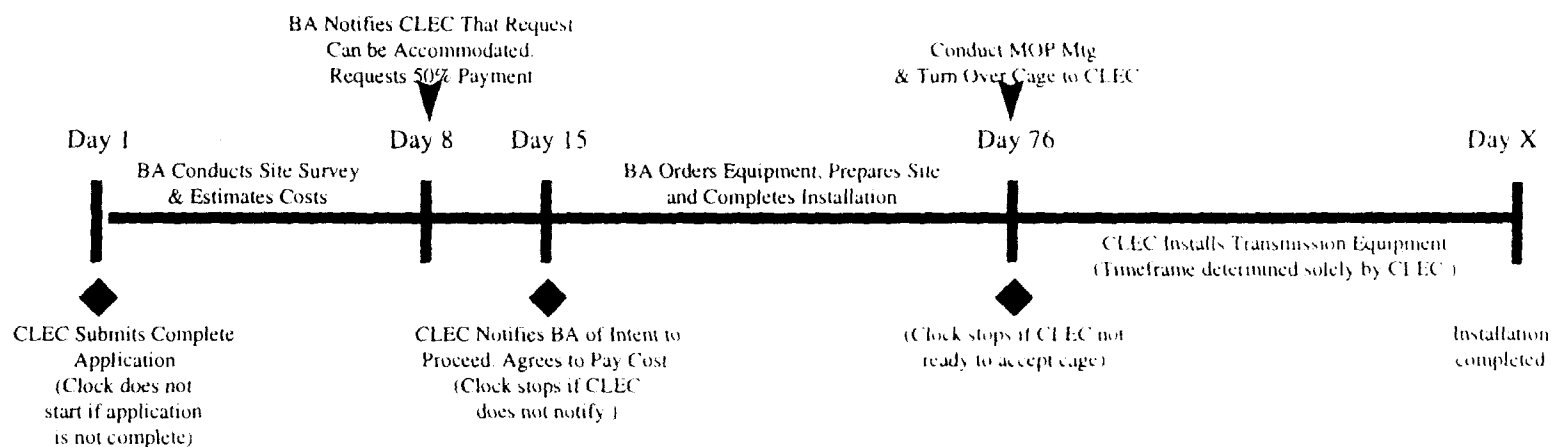 BA Notifies CLEC That Request
Can be Accommodated.
Requests 50% Payment
Conduct MOP Mtg
& Turn Over Cage to CLEC
Day 1
Day 8
Day 15
Day 76
Day X
BA Conducts Site Survey
& Estimates Costs
BA Orders Equipment, Prepares Site
and Completes Installation
CLEC Installs Transmission Equipment
(Timeframe determined solely by CLEC )
CLEC Submits Complete
Application
(Clock does not
start if application
is not complete)
CLEC Notifies BA of Intent to
Proceed. Agrees to Pay Cost
(Clock stops if CLEC
does not notify )
(Clock stops if CLEC not
ready to accept cage)
Installation
completed